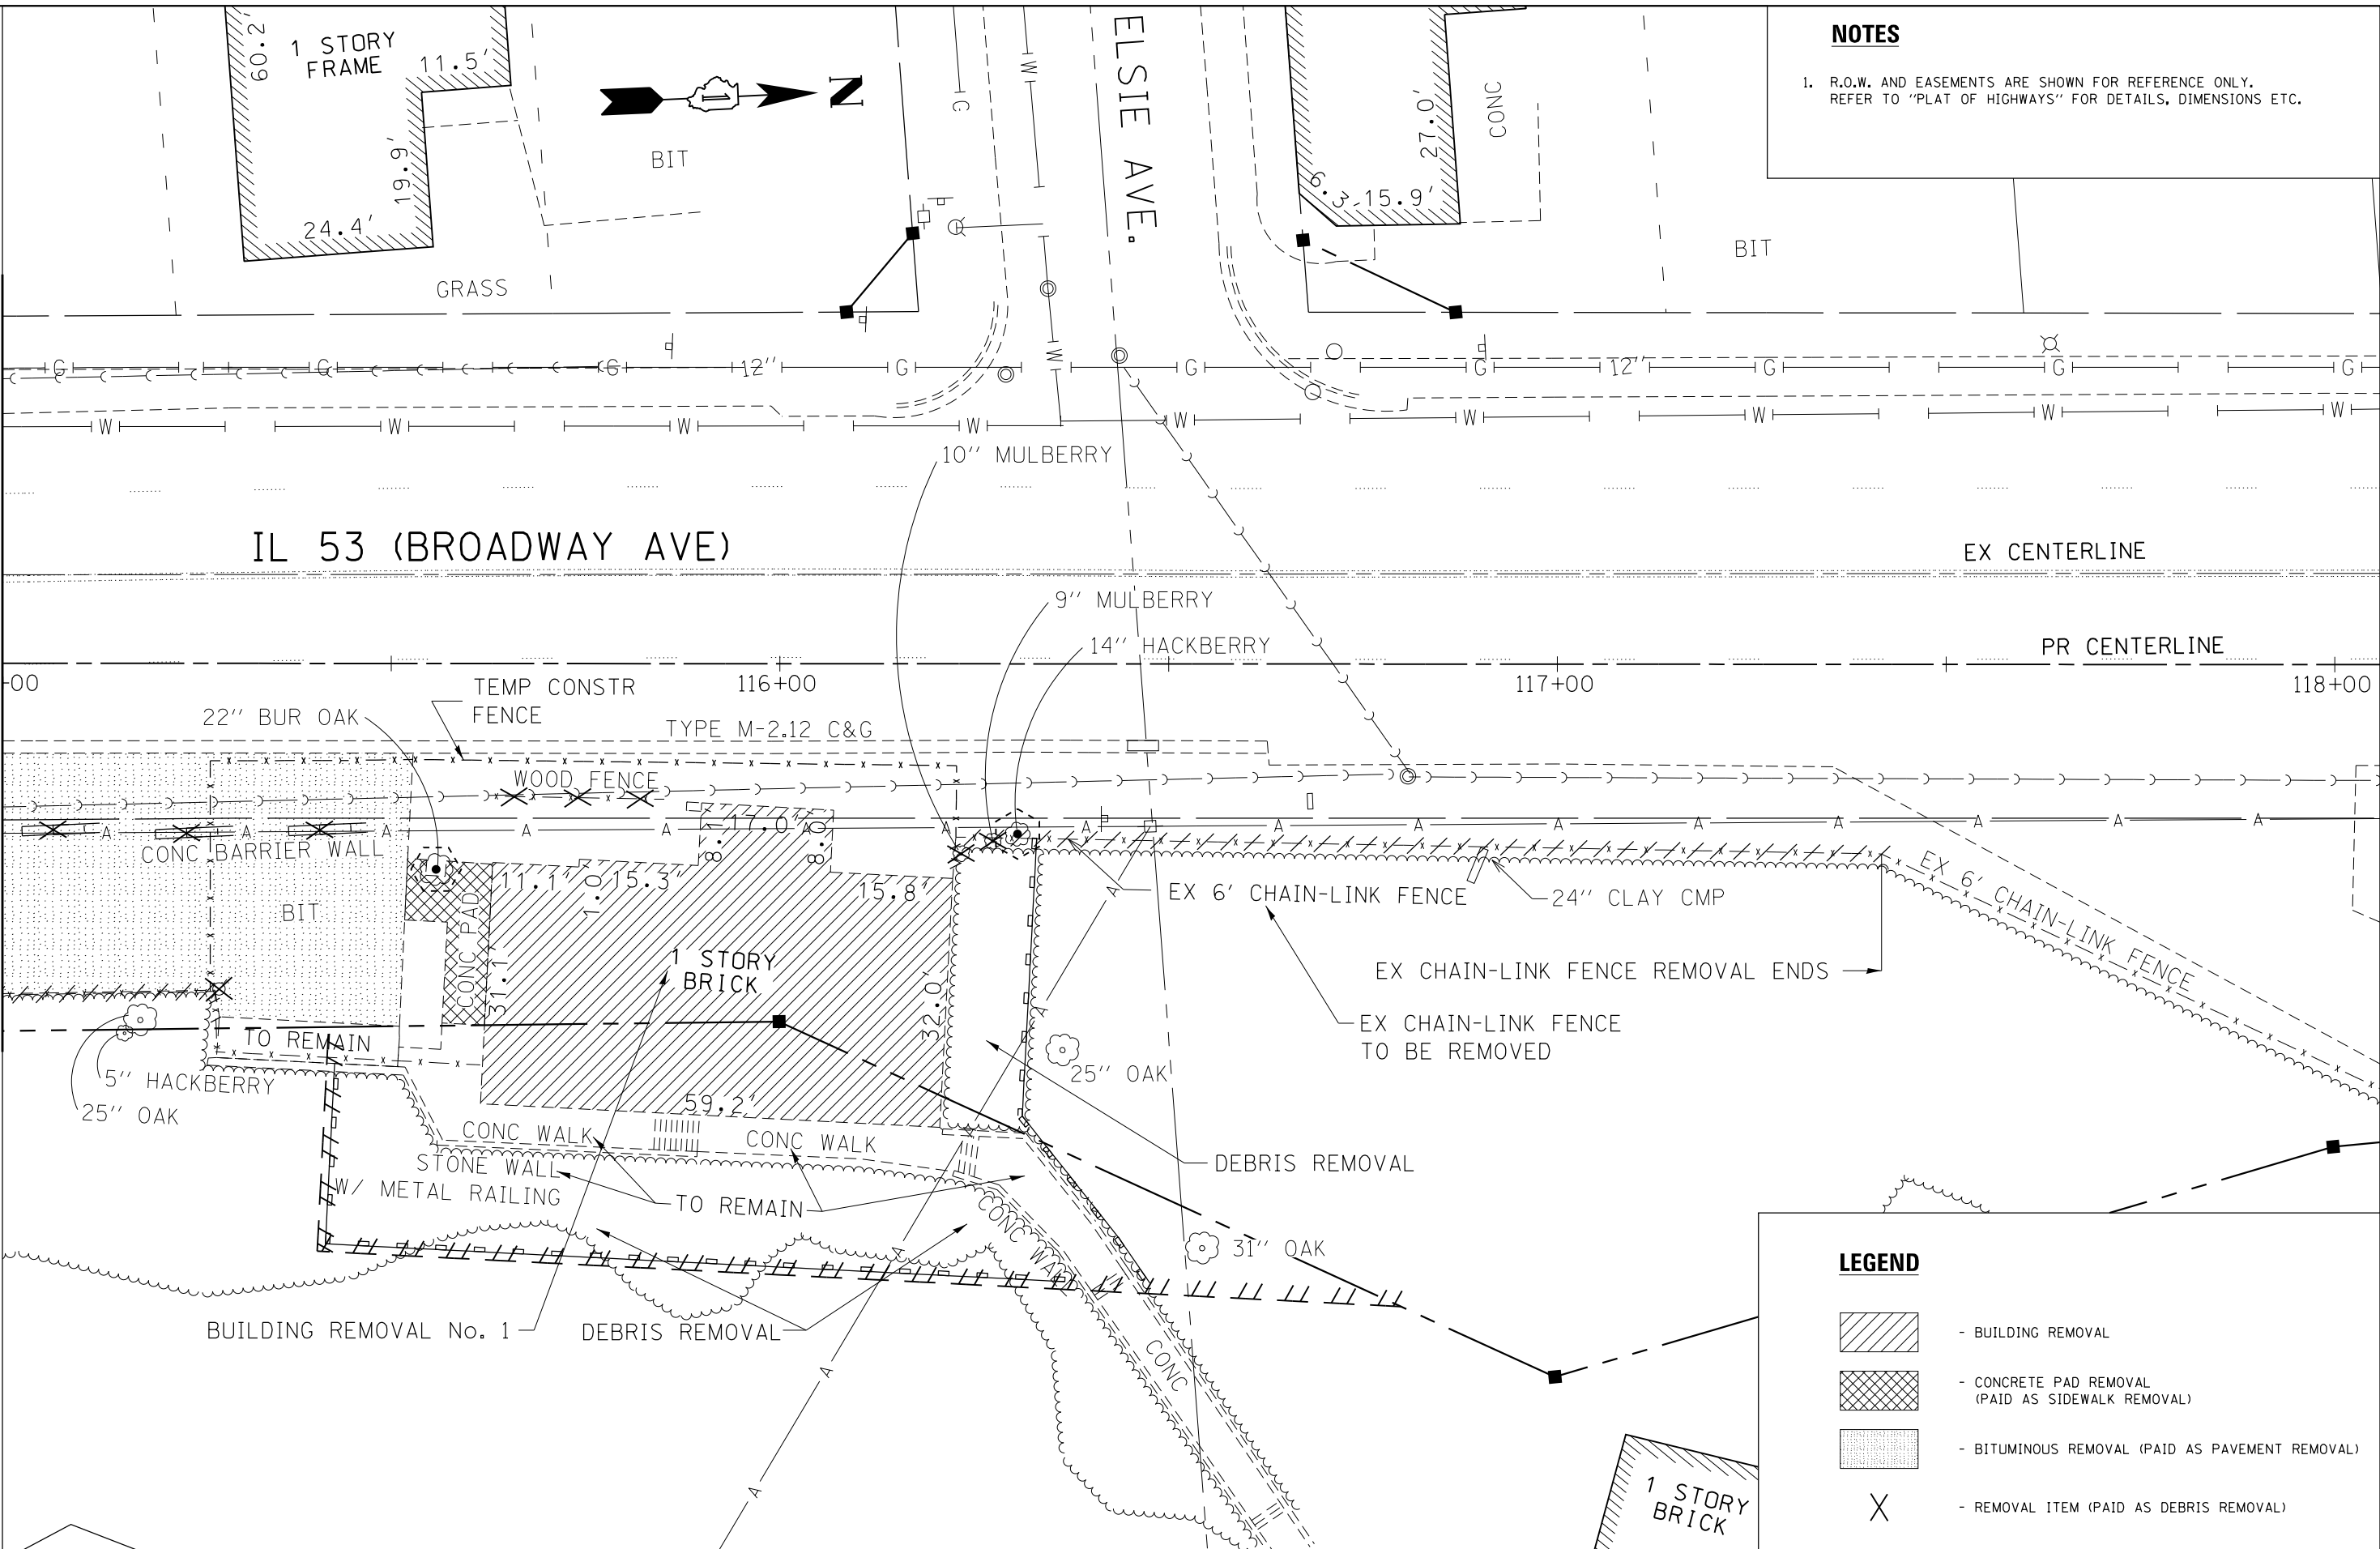 NOTES
1. R.O.W. AND EASEMENTS ARE SHOWN FOR REFERENCE ONLY.
REFER TO "PLAT OF HIGHWAYS" FOR DETAILS, DIMENSIONS ETC.
60.2'
1 STORY
FRAME
11.5'
19.9'
24.4'
N
BIT
GRASS
ELSIE AVE.
27.0'
6.3
15.9'
CONC
BIT
G
W
G
G
G
12"
G
G
G
12"
G
G
G
W
W
W
W
W
W
W
W
W
W
10" MULBERRY
IL 53 (BROADWAY AVE)
EX CENTERLINE
9" MULBERRY
14" HACKBERRY
PR CENTERLINE
00
116+00
117+00
118+00
TEMP CONSTR
FENCE
22" BUR OAK
TYPE M-2.12 C&G
WOOD FENCE
CONC BARRIER WALL
A
A
A
A
A
A
A
A
A
A
A
A
A
A
17.0'
8.1'
8.0
11.1'
1.0'
15.3'
15.8'
BIT
CONC PAD
31.1'
1 STORY
BRICK
32.0'
59.2'
EX 6' CHAIN-LINK FENCE
24" CLAY CMP
EX 6' CHAIN-LINK FENCE
EX CHAIN-LINK FENCE REMOVAL ENDS
EX CHAIN-LINK FENCE
TO BE REMOVED
TO REMAIN
5" HACKBERRY
25" OAK
25" OAK
CONC WALK
CONC WALK
STONE WALL
W/ METAL RAILING
TO REMAIN
DEBRIS REMOVAL
CONC WALK
31" OAK
A
A
A
A
A
BUILDING REMOVAL No. 1
DEBRIS REMOVAL
CONC
1 STORY
BRICK
LEGEND
- BUILDING REMOVAL
- CONCRETE PAD REMOVAL
(PAID AS SIDEWALK REMOVAL)
- BITUMINOUS REMOVAL (PAID AS PAVEMENT REMOVAL)
X - REMOVAL ITEM (PAID AS DEBRIS REMOVAL)